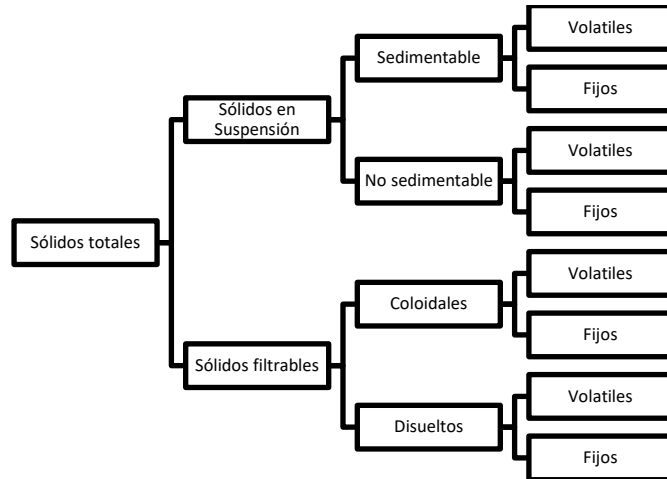 Volatiles
Sedimentable
Fijos
Sólidos en
Suspensión
Volatiles
No sedimentable
Fijos
Sólidos totales
Volatiles
Coloidales
Fijos
Sólidos filtrables
Volatiles
Disueltos
Fijos